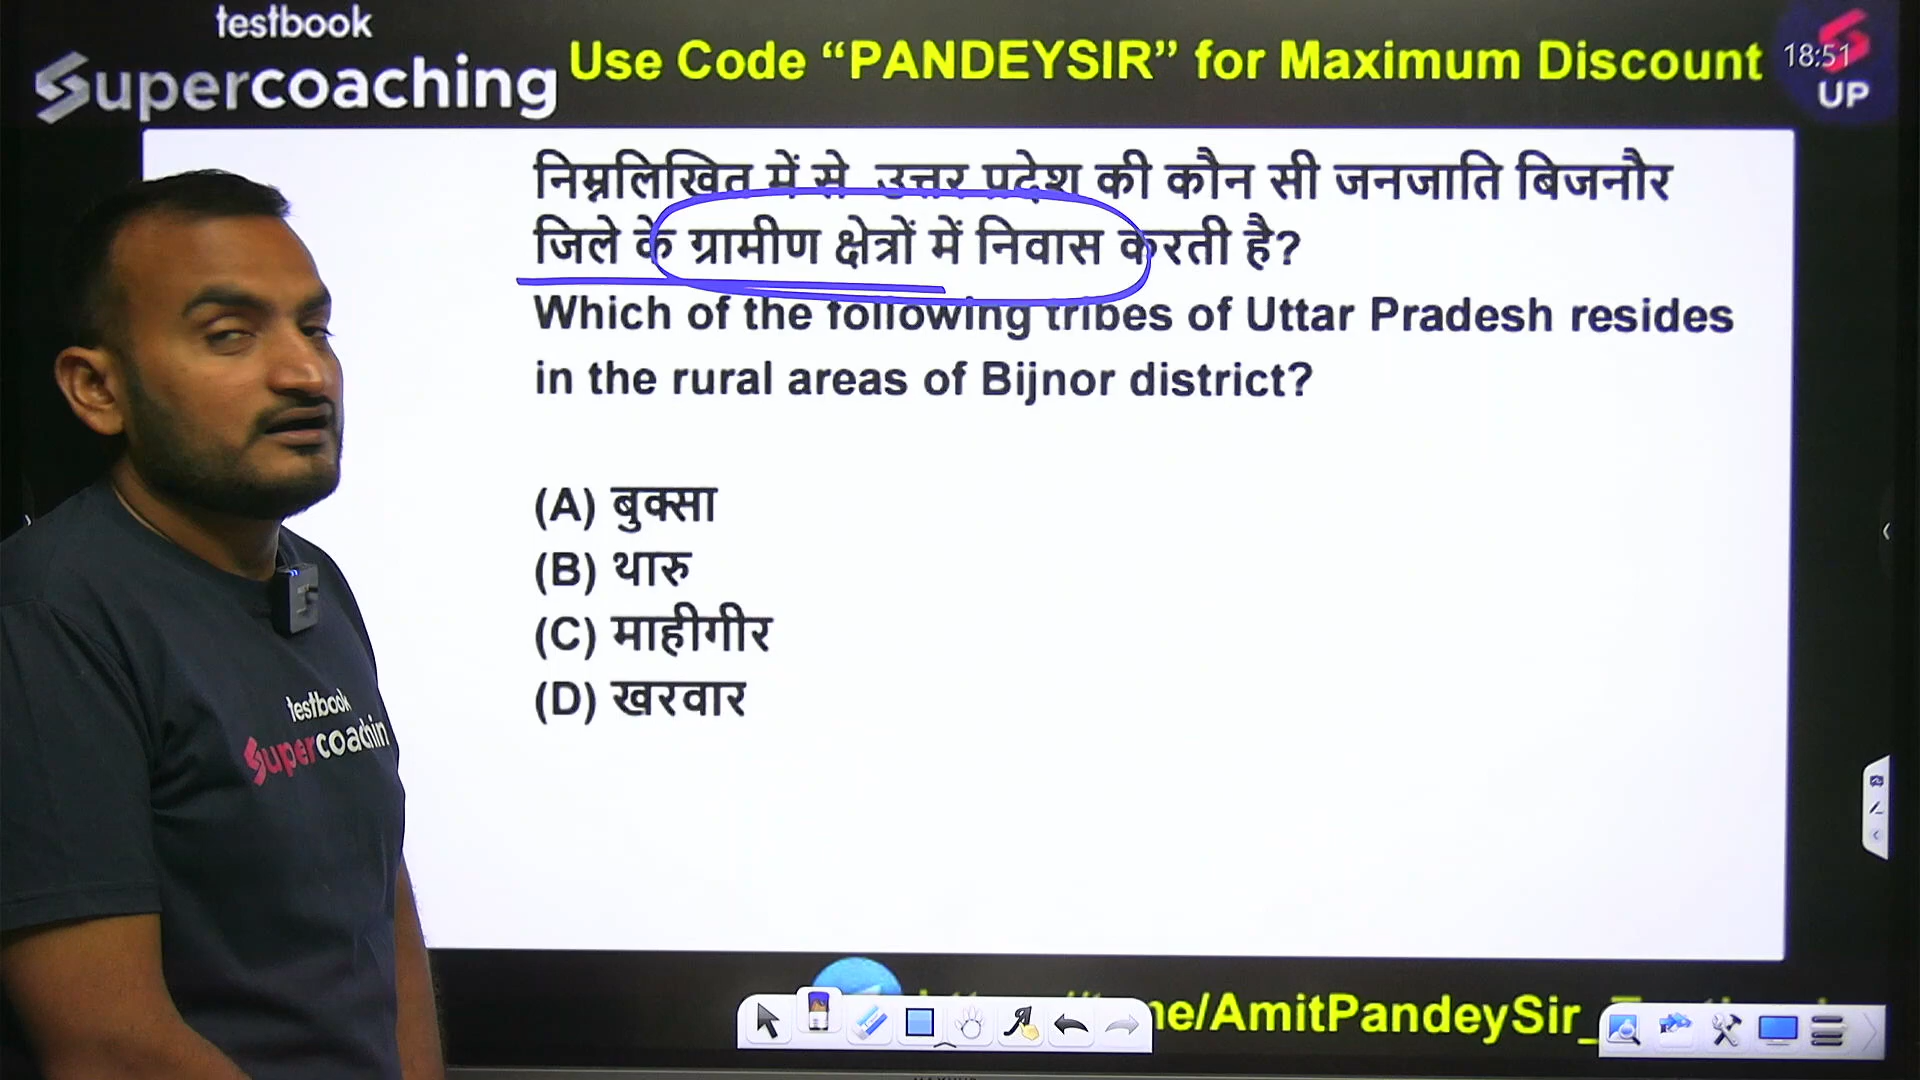 testbook
Supercoaching
Use Code “PANDEYSIR” for Maximum Discount
18:51
UP
निम्नलिखित में से उत्तर प्रदेश की कौन सी जनजाति बिजनौर
जिले के ग्रामीण क्षेत्रों में निवास करती है?
Which of the following tribes of Uttar Pradesh resides
in the rural areas of Bijnor district?
(A) बुक्सा
(B) थारु
(C) माहीगीर
(D) खरवार
testbook
Supercoachin
me/AmitPandeySir_